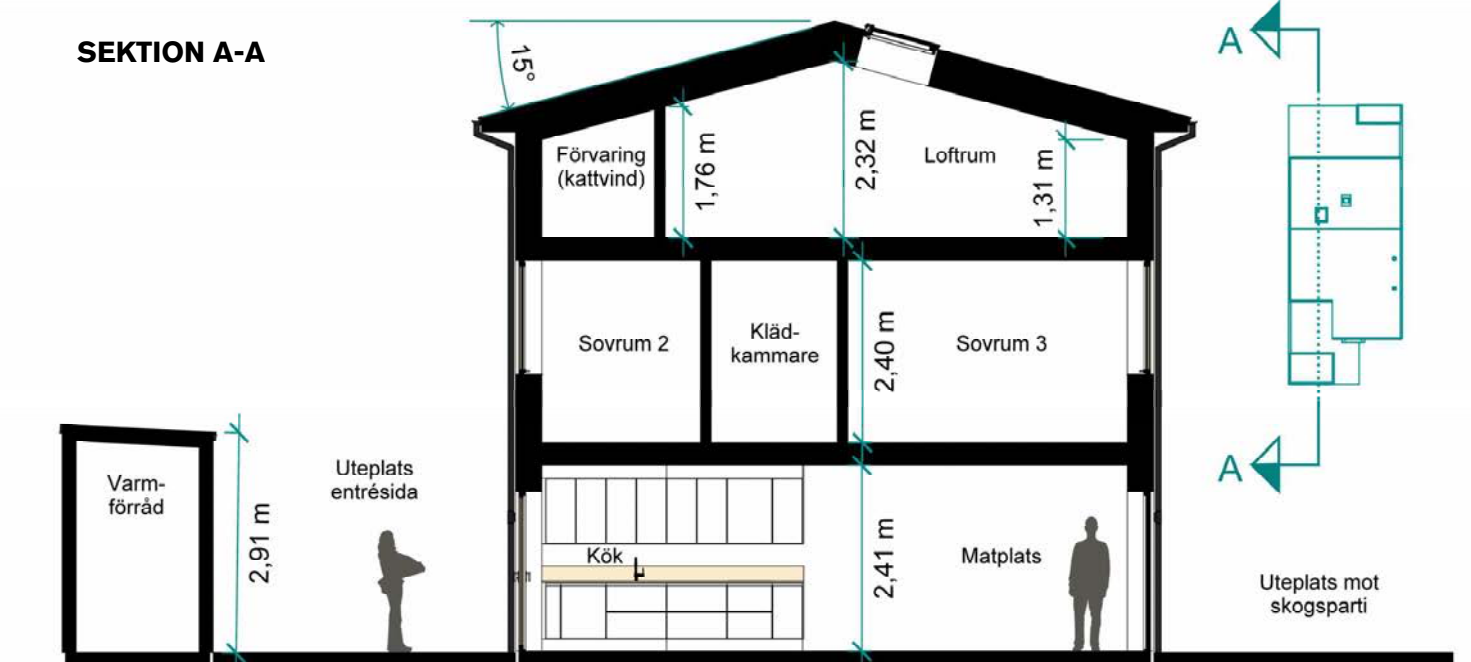 SEKTION A-A
15°
A
Förvaring
(kattvind)
1,76 m
2,32 m
Loftrum
1,31 m
Sovrum 2
Kläd-
kammare
2,40 m
Sovrum 3
A
Varm-
förråd
2,91 m
Uteplats
entrésida
Kök
2,41 m
Matplats
Uteplats mot
skogsparti